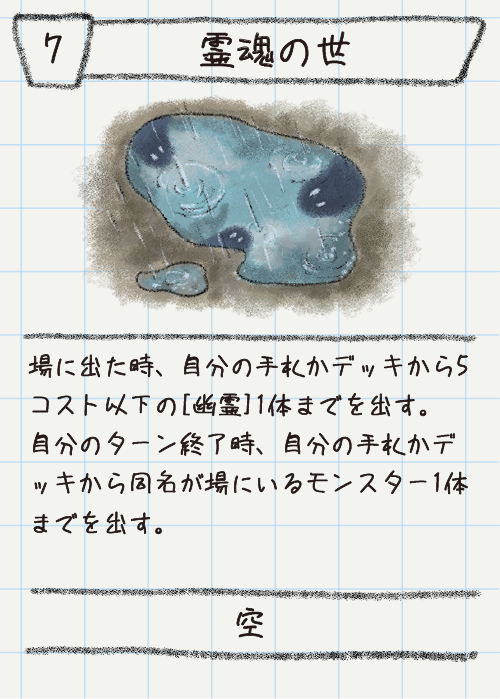 7
霊魂の世
場に出た時、自分の手札かデッキから5
コスト以下の[幽霊]1体までを出す。
自分のターン終了時、自分の手札かデ
ッキから同名が場にいるモンスター1体
までを出す。
空